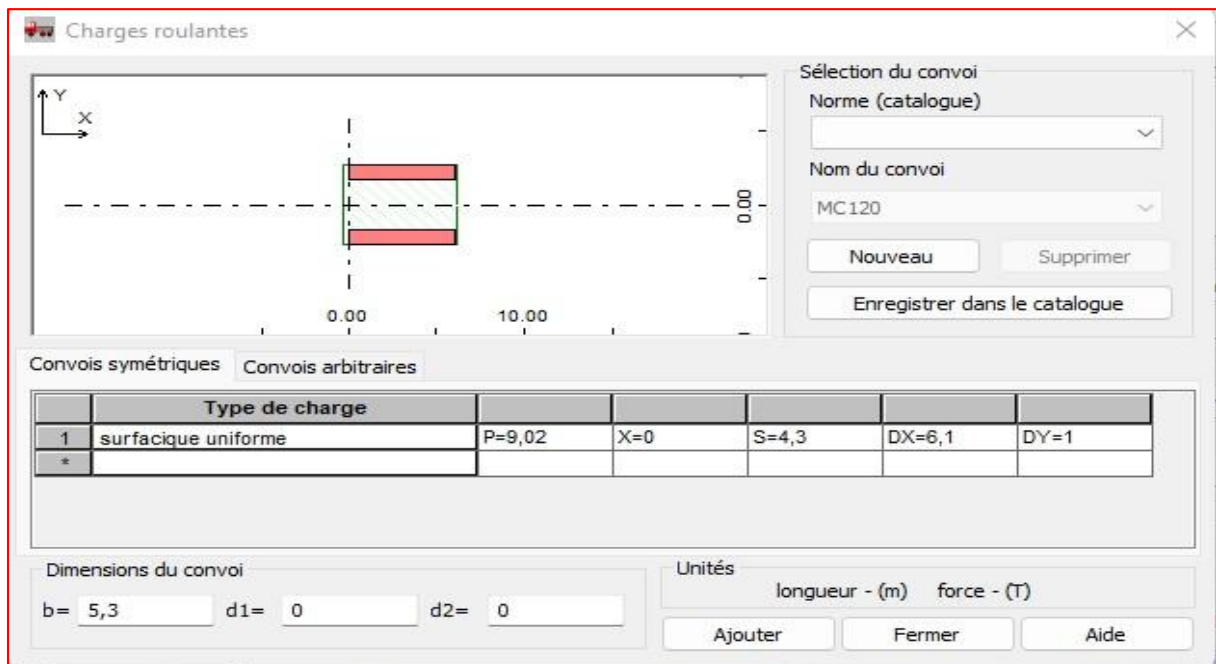 Charges roulantes
Y
X
0.00
0.00 10.00
Sélection du convoi
Norme (catalogue)
Nom du convoi
MC120
Nouveau Supprimer
Enregistrer dans le catalogue
Convois symétriques Convois arbitraires
Type de charge
1 surfacique uniforme P=9,02 X=0 S=4,3 DX=6,1 DY=1
*
Dimensions du convoi
b= 5,3 d1= 0 d2= 0
Unités
longueur - (m) force - (T)
Ajouter Fermer Aide